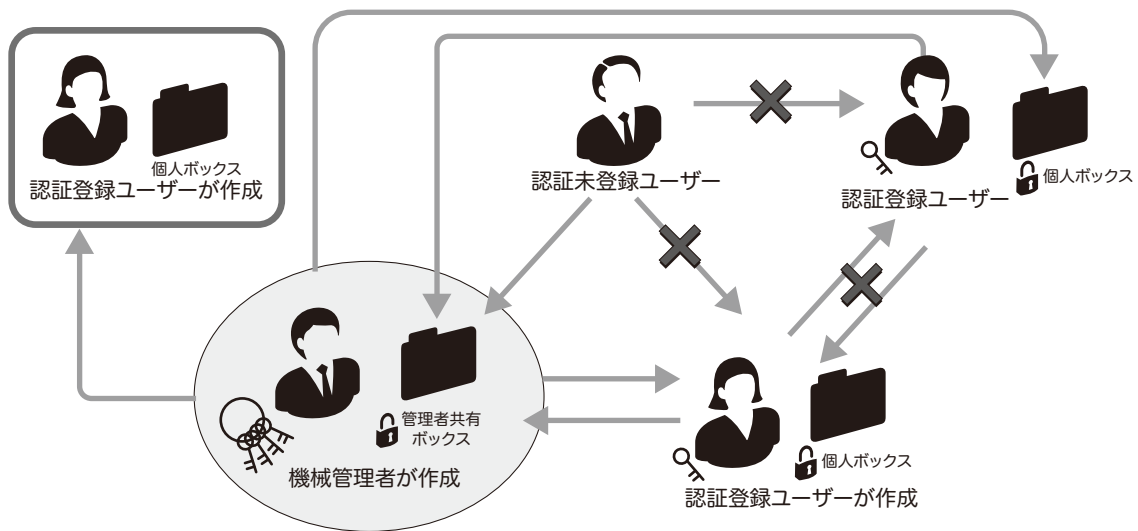 個人ボックス
認証登録ユーザーが作成
認証未登録ユーザー
認証登録ユーザー
個人ボックス
管理者共有
ボックス
機械管理者が作成
個人ボックス
認証登録ユーザーが作成